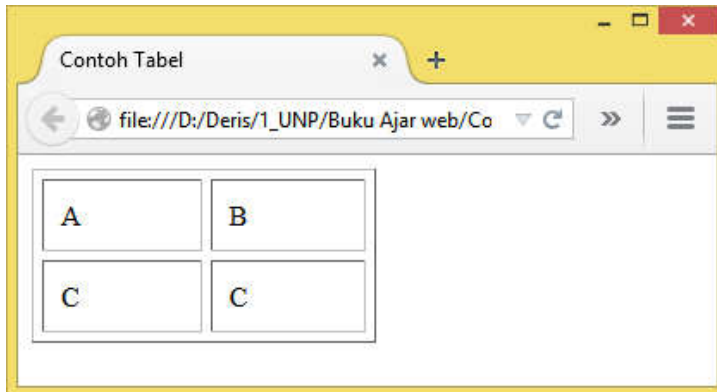 Contoh Tabel
file:///D:/Deris/1_UNP/Buku Ajar web/Co
A B
C C